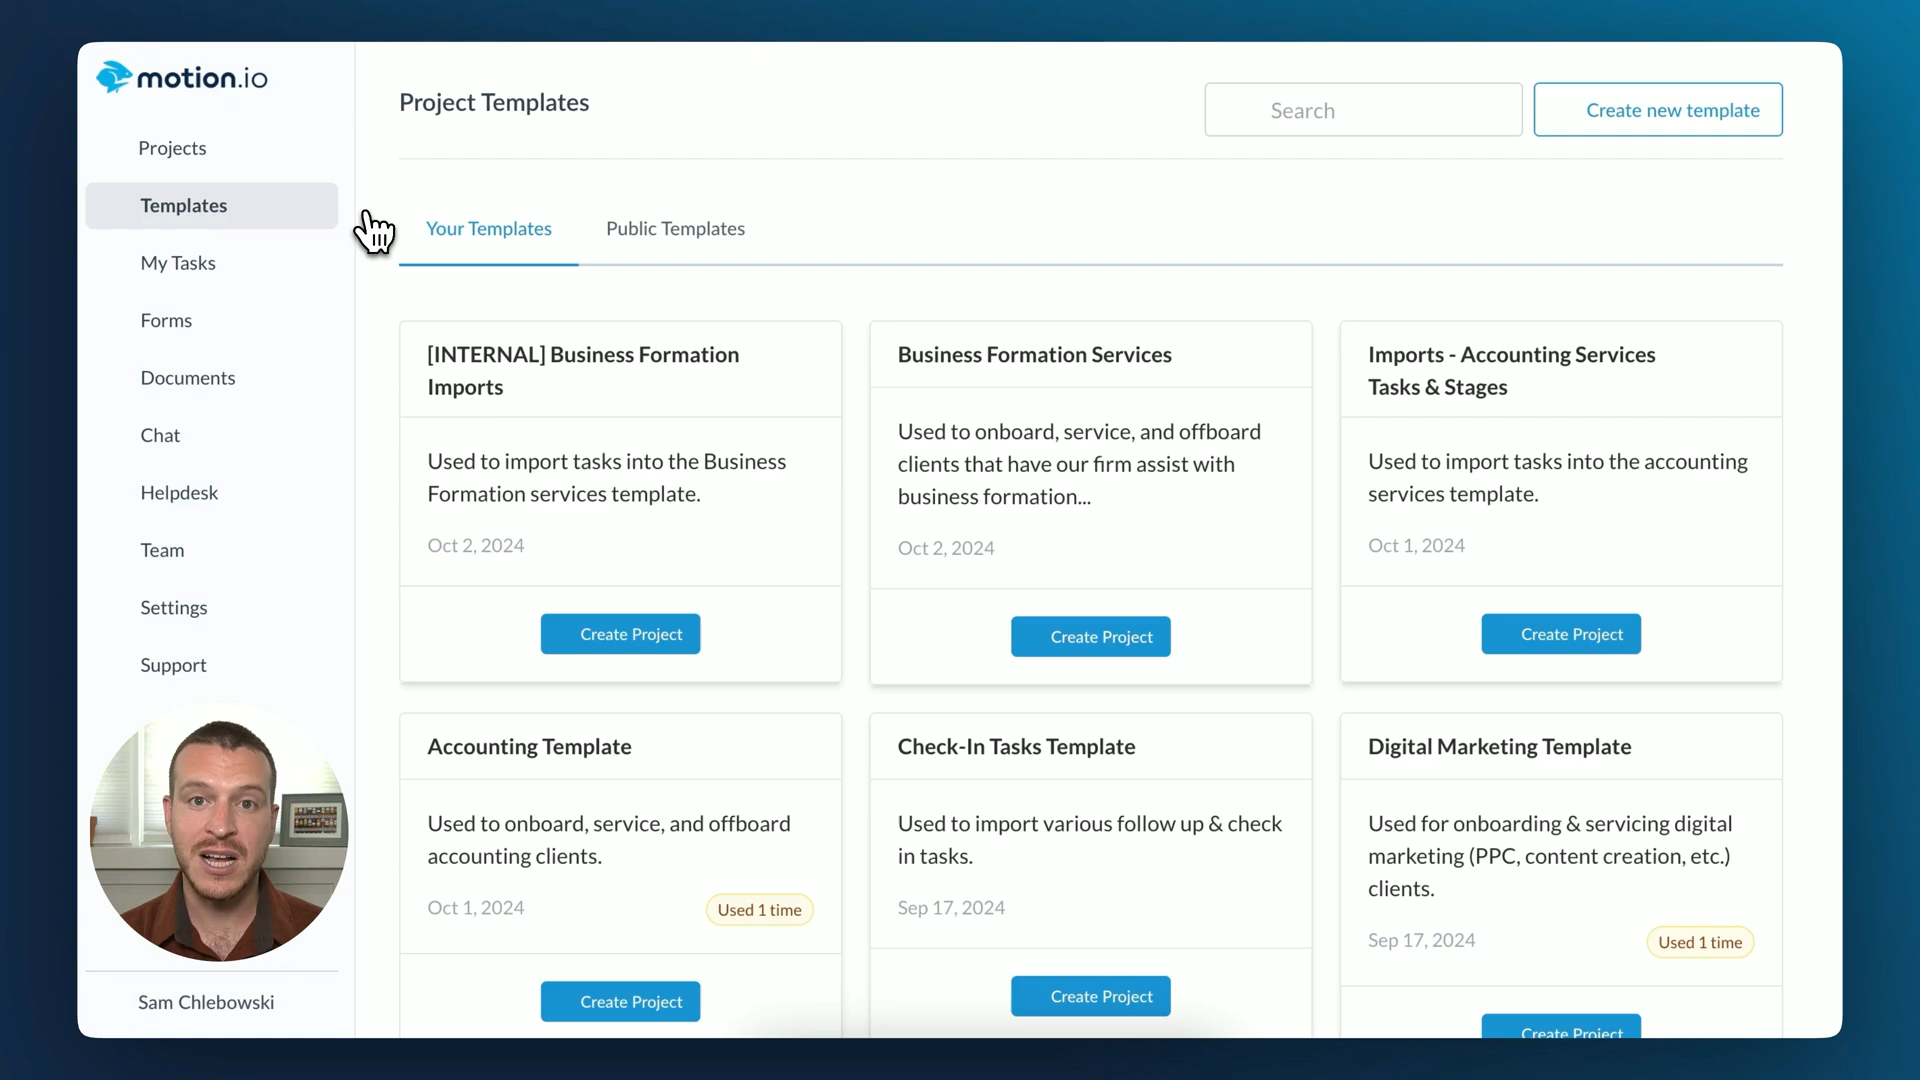 motion.io
Projects
Templates
My Tasks
Forms
Documents
Chat
Helpdesk
Team
Settings
Support
Sam Chlebowski
Project Templates
Search
Create new template
Your Templates
Public Templates
[INTERNAL] Business Formation
Imports
Used to import tasks into the Business
Formation services template.
Oct 2, 2024
Create Project
Business Formation Services
Used to onboard, service, and offboard
clients that have our firm assist with
business formation...
Oct 2, 2024
Create Project
Imports - Accounting Services
Tasks & Stages
Used to import tasks into the accounting
services template.
Oct 1, 2024
Create Project
Accounting Template
Used to onboard, service, and offboard
accounting clients.
Oct 1, 2024
Used 1 time
Create Project
Check-In Tasks Template
Used to import various follow up & check
in tasks.
Sep 17, 2024
Create Project
Digital Marketing Template
Used for onboarding & servicing digital
marketing (PPC, content creation, etc.)
clients.
Sep 17, 2024
Used 1 time
Create Project